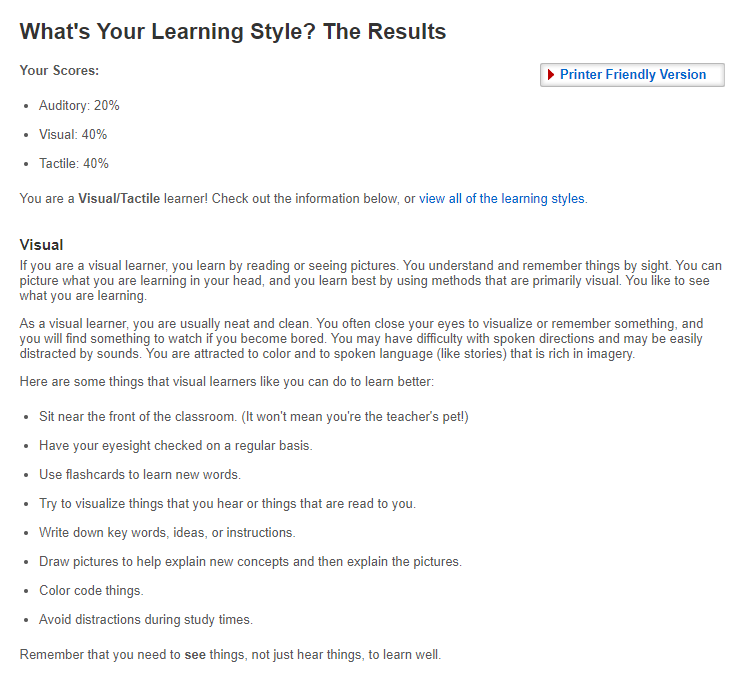 What's Your Learning Style? The Results
Your Scores:
Printer Friendly Version
Auditory: 20%
Visual: 40%
Tactile: 40%
You are a Visual/Tactile learner! Check out the information below, or view all of the learning styles.
Visual
If you are a visual learner, you learn by reading or seeing pictures. You understand and remember things by sight. You can
picture what you are learning in your head, and you learn best by using methods that are primarily visual. You like to see
what you are learning.
As a visual learner, you are usually neat and clean. You often close your eyes to visualize or remember something, and
you will find something to watch if you become bored. You may have difficulty with spoken directions and may be easily
distracted by sounds. You are attracted to color and to spoken language (like stories) that is rich in imagery.
Here are some things that visual learners like you can do to learn better:
Sit near the front of the classroom. (It won't mean you're the teacher's pet!)
Have your eyesight checked on a regular basis.
Use flashcards to learn new words.
Try to visualize things that you hear or things that are read to you.
Write down key words, ideas, or instructions.
Draw pictures to help explain new concepts and then explain the pictures.
Color code things.
Avoid distractions during study times.
Remember that you need to see things, not just hear things, to learn well.